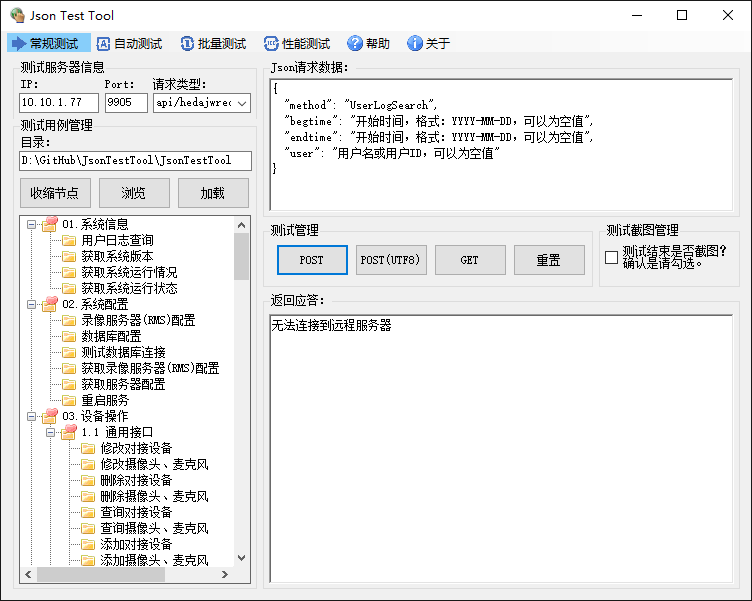 Json Test Tool
常规测试 自动测试 批量测试 性能测试 帮助 关于
测试服务器信息
IP: Port: 请求类型:
10.10.1.77 9905 api/hedajwrec
测试用例管理
目录:
D:\GitHub\JsonTestTool\JsonTestTool
收缩节点 浏览 加载
01.系统信息
用户日志查询
获取系统版本
获取系统运行情况
获取系统运行状态
02.系统配置
录像服务器(RMS)配置
数据库配置
测试数据库连接
获取录像服务器(RMS)配置
获取服务器配置
重启服务
03.设备操作
1.1 通用接口
修改对接设备
修改摄像头、麦克风
删除对接设备
删除摄像头、麦克风
查询对接设备
查询摄像头、麦克风
添加对接设备
添加摄像头、麦克风
Json请求数据:
{
"method": "UserLogSearch",
"begtime": "开始时间，格式: YYYY-MM-DD，可以为空值",
"endtime": "开始时间，格式: YYYY-MM-DD，可以为空值",
"user": "用户名或用户ID，可以为空值"
}
测试管理
POST POST(UTF8) GET 重置
测试截图管理
测试结束是否截图?
确认是请勾选。
返回应答:
无法连接到远程服务器